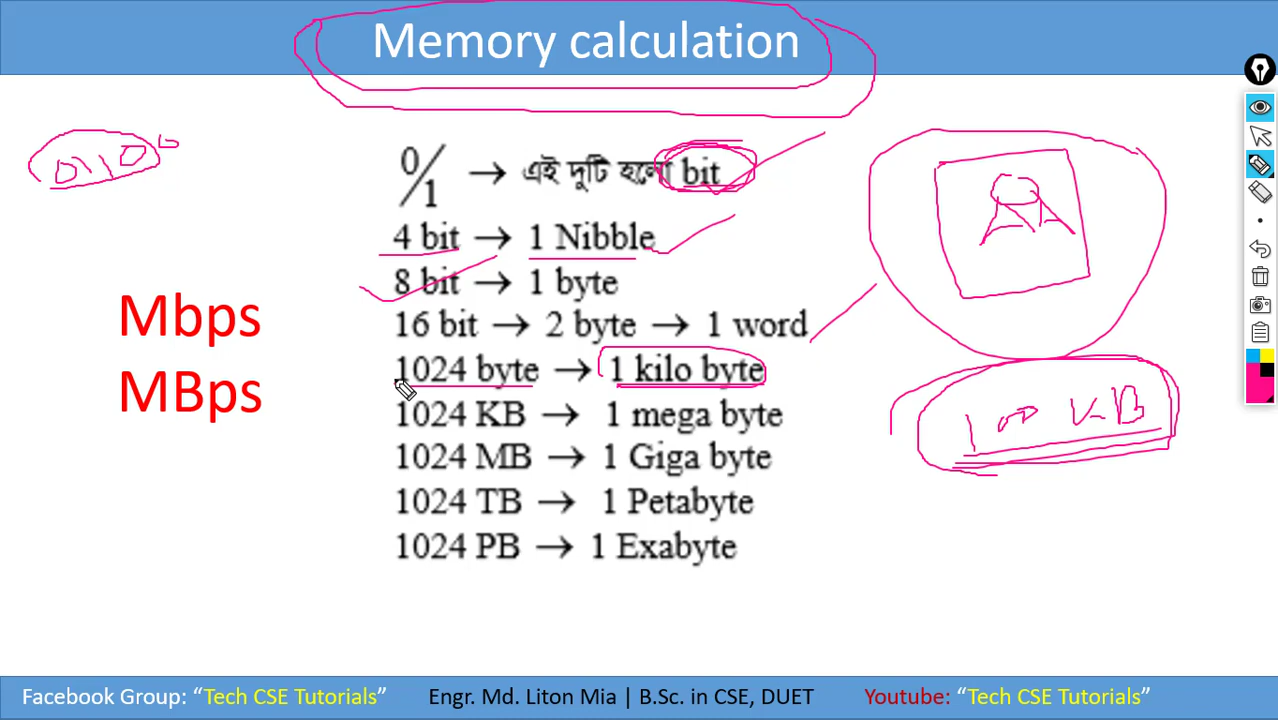 Memory calculation
0/1 → এই দুটি হলো bit
4 bit → 1 Nibble
8 bit → 1 byte
16 bit → 2 byte → 1 word
1024 byte → 1 kilo byte
1024 KB → 1 mega byte
1024 MB → 1 Giga byte
1024 TB → 1 Petabyte
1024 PB → 1 Exabyte
Mbps
MBps
100 KB
Facebook Group: “Tech CSE Tutorials” Engr. Md. Liton Mia | B.Sc. in CSE, DUET Youtube: “Tech CSE Tutorials”